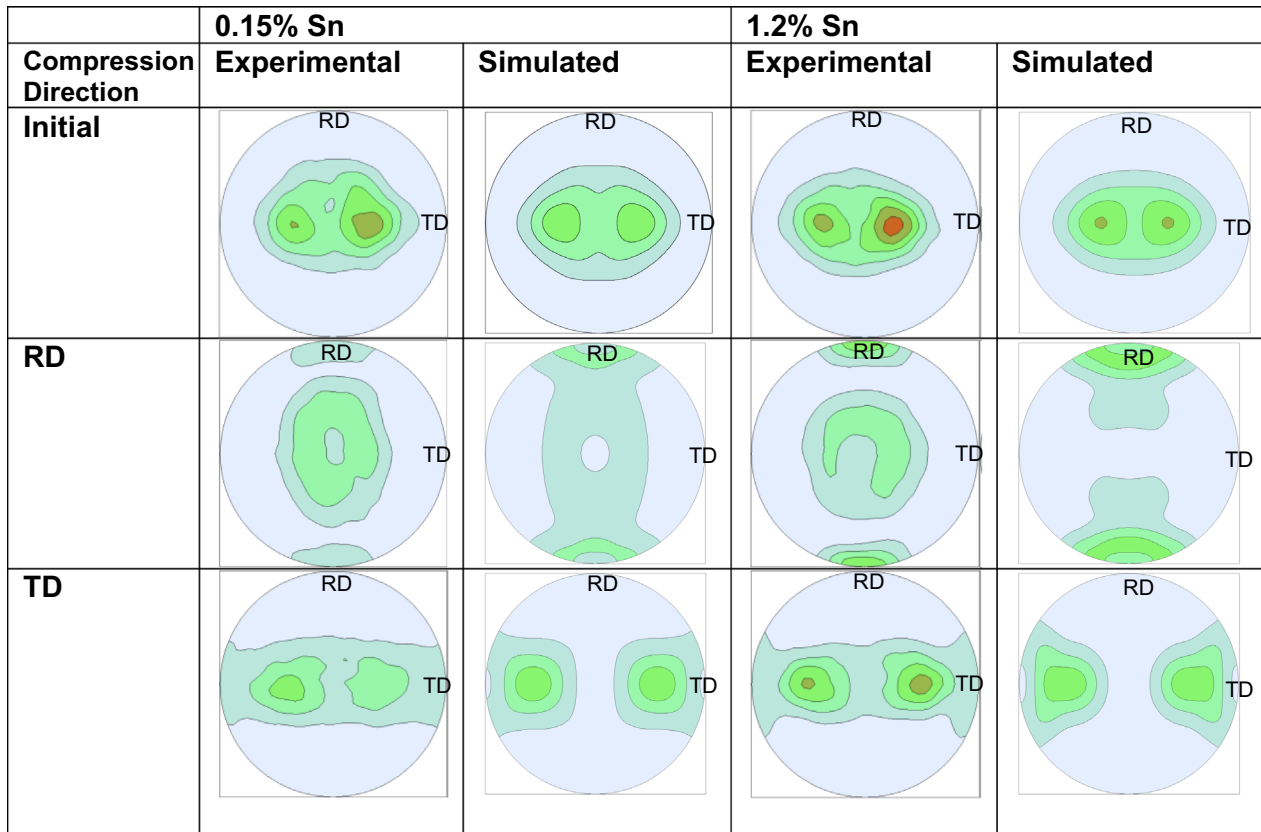 0.15% Sn 1.2% Sn
Compression Direction Experimental Simulated Experimental Simulated
Initial RD RD RD RD
TD TD TD TD
RD RD RD RD RD
TD TD TD TD
TD RD RD RD RD
TD TD TD TD